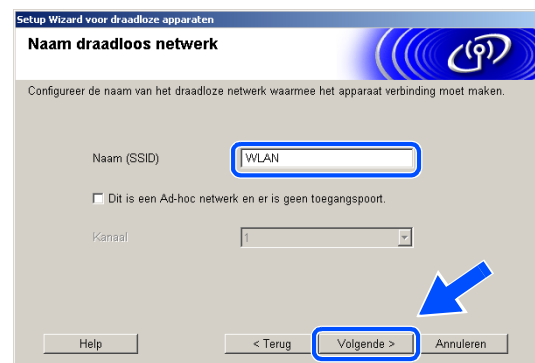 Setup Wizard voor draadloze apparaten
Naam draadloos netwerk
Configureer de naam van het draadloze netwerk waarmee het apparaat verbinding moet maken.
Naam (SSID)
WLAN
Dit is een Ad-hoc netwerk en er is geen toegangspoort.
Kanaal
1
Help
< Terug
Volgende >
Annuleren